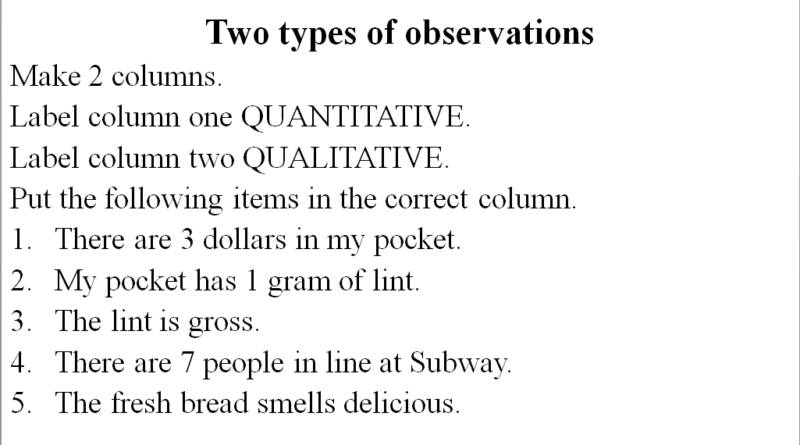 Two types of observations
Make 2 columns.
Label column one QUANTITATIVE.
Label column two QUALITATIVE.
Put the following items in the correct column.
1. There are 3 dollars in my pocket.
2. My pocket has 1 gram of lint.
3. The lint is gross.
4. There are 7 people in line at Subway.
5. The fresh bread smells delicious.